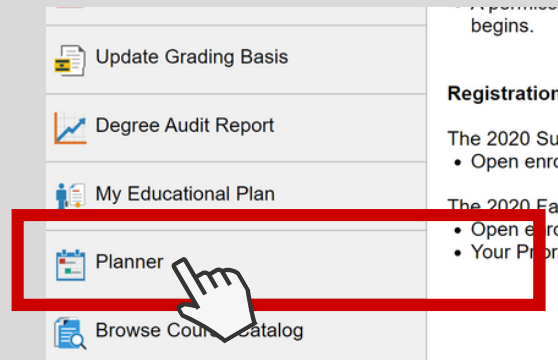 begins.
Update Grading Basis
Registration
Degree Audit Report
The 2020 Su
• Open enro
My Educational Plan
The 2020 Fa
• Open enro
Planner
• Your Prior
Browse Course Catalog